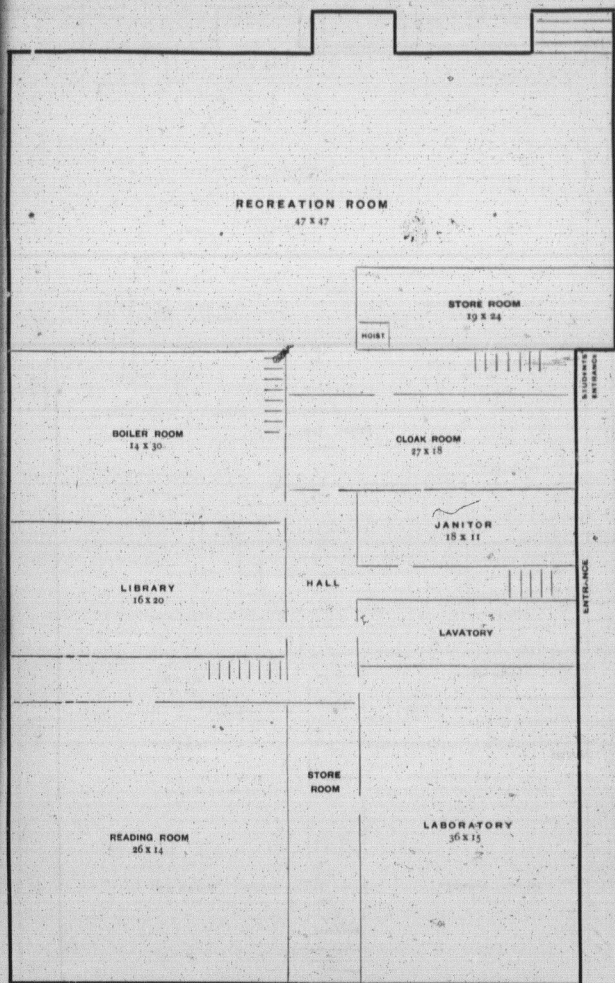 RECREATION ROOM
47 X 47
STORE ROOM
19 X 24
HOIST
STUDENTS'
ENTRANCE
BOILER ROOM
14 X 30
CLOAK ROOM
27 X 18
JANITOR
18 X 11
LIBRARY
16 X 20
HALL
ENTRANCE
LAVATORY
STORE
ROOM
READING ROOM
26 X 14
LABORATORY
36 X 15